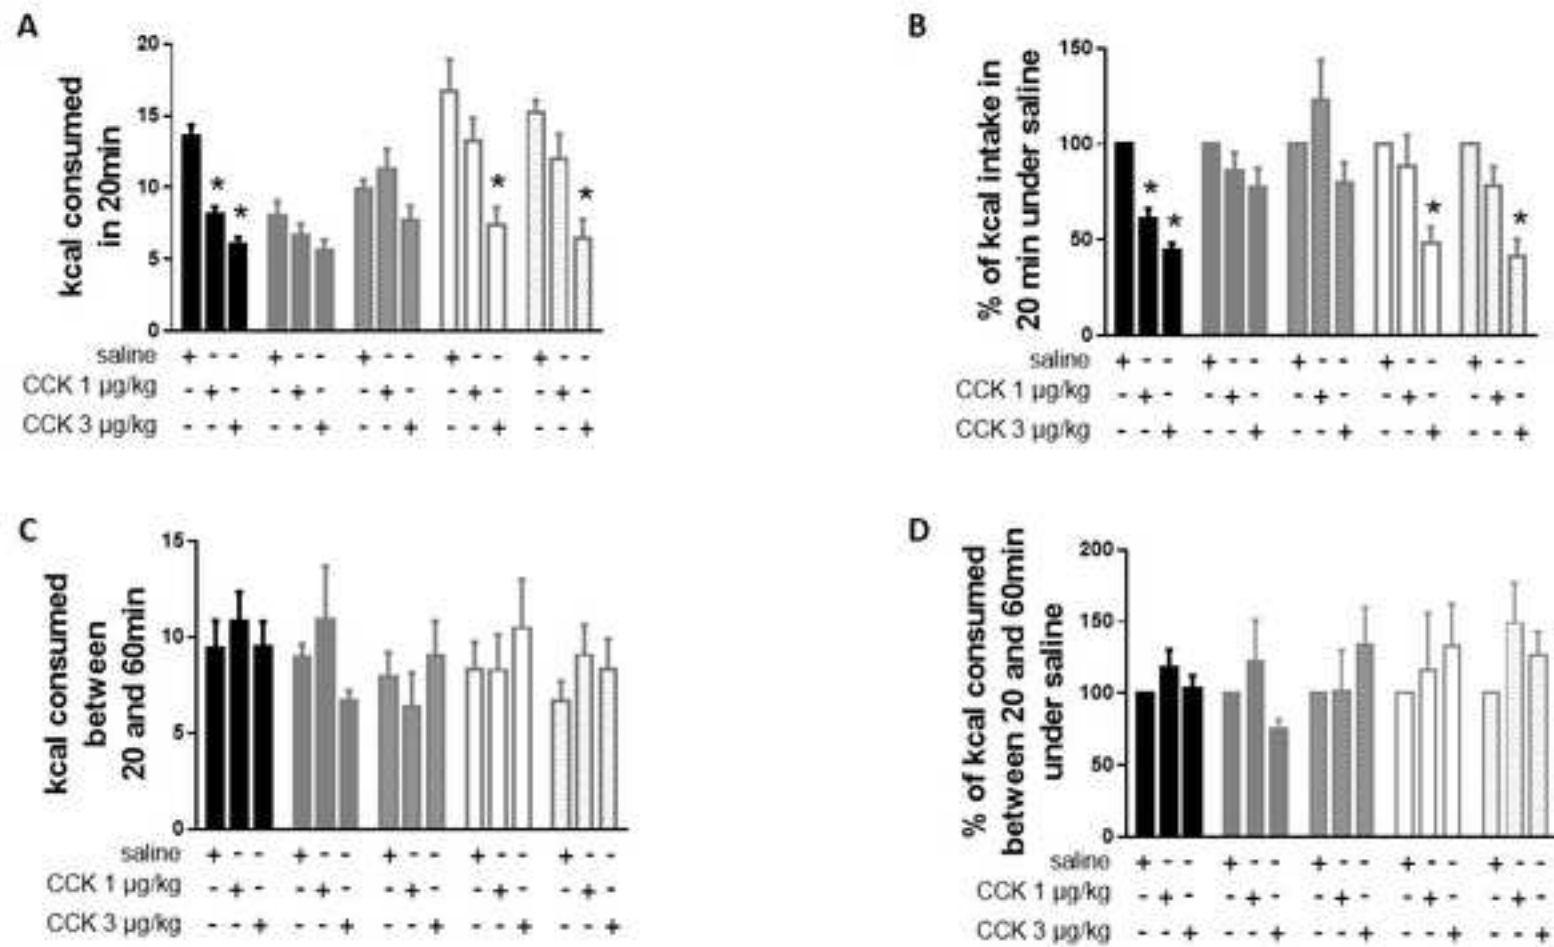 A
kcal consumed
in 20min
20
15
10
5
0
* * * *
saline + - - + - - + - - + - - + - -
CCK 1 µg/kg - + - - + - - + - - + - - + -
CCK 3 µg/kg - - + - - + - - + - - + - - +
B
% of kcal intake in
20 min under saline
150
100
50
0
* * * *
saline + - - + - - + - - + - - + - -
CCK 1 µg/kg - + - - + - - + - - + - - + -
CCK 3 µg/kg - - + - - + - - + - - + - - +
C
kcal consumed
between
20 and 60min
15
10
5
0
saline + - - + - - + - - + - - + - -
CCK 1 µg/kg - + - - + - - + - - + - - + -
CCK 3 µg/kg - - + - - + - - + - - + - - +
D
% of kcal consumed
between 20 and 60min
under saline
200
150
100
50
0
saline + - - + - - + - - + - - + - -
CCK 1 µg/kg - + - - + - - + - - + - - + -
CCK 3 µg/kg - - + - - + - - + - - + - - +